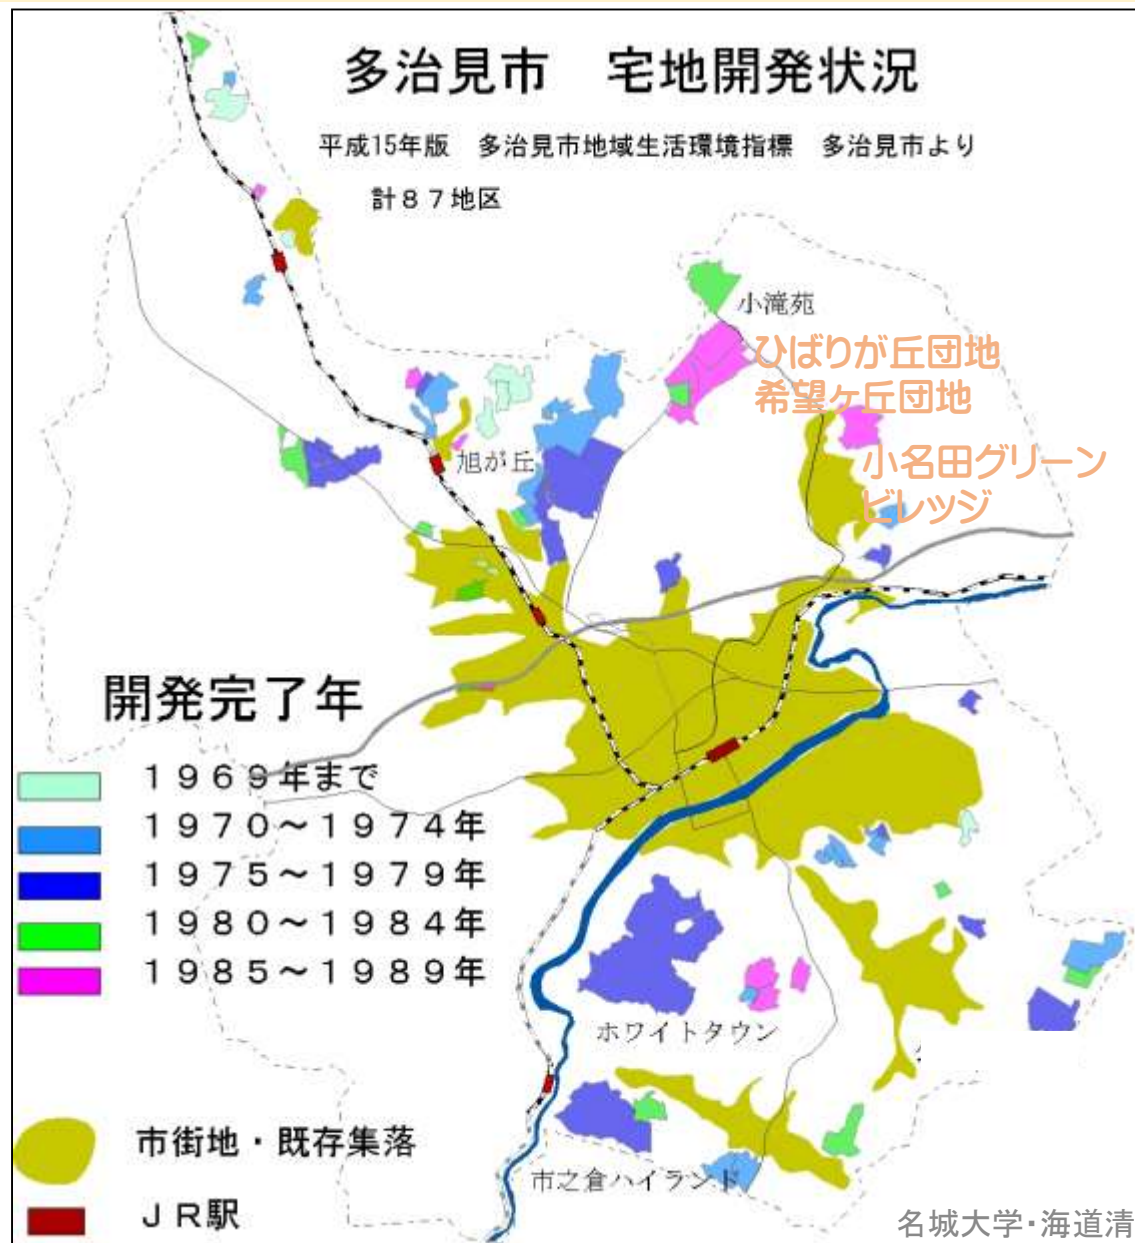 多治見市　宅地開発状況
平成15年版　多治見市地域生活環境指標　多治見市より
計８７地区
小滝苑
ひばりが丘団地
希望ヶ丘団地
旭が丘
小名田グリーン
ビレッジ
開発完了年
１９６９年まで
１９７０～１９７４年
１９７５～１９７９年
１９８０～１９８４年
１９８５～１９８９年
ホワイトタウン
市街地・既存集落
市之倉ハイランド
ＪＲ駅
名城大学・海道清